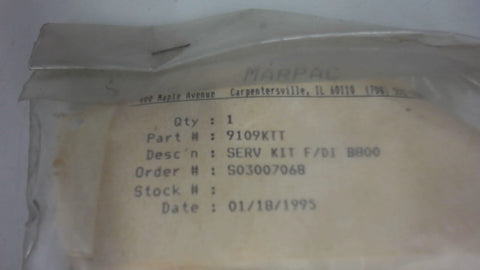 MARPAC
Maple Avenue Carpentersville, IL 60110 (708)
Qty : 1
Part # : 9109KTT
Desc'n : SERV KIT F/DI B800
Order # : S03007068
Stock # :
Date : 01/18/1995